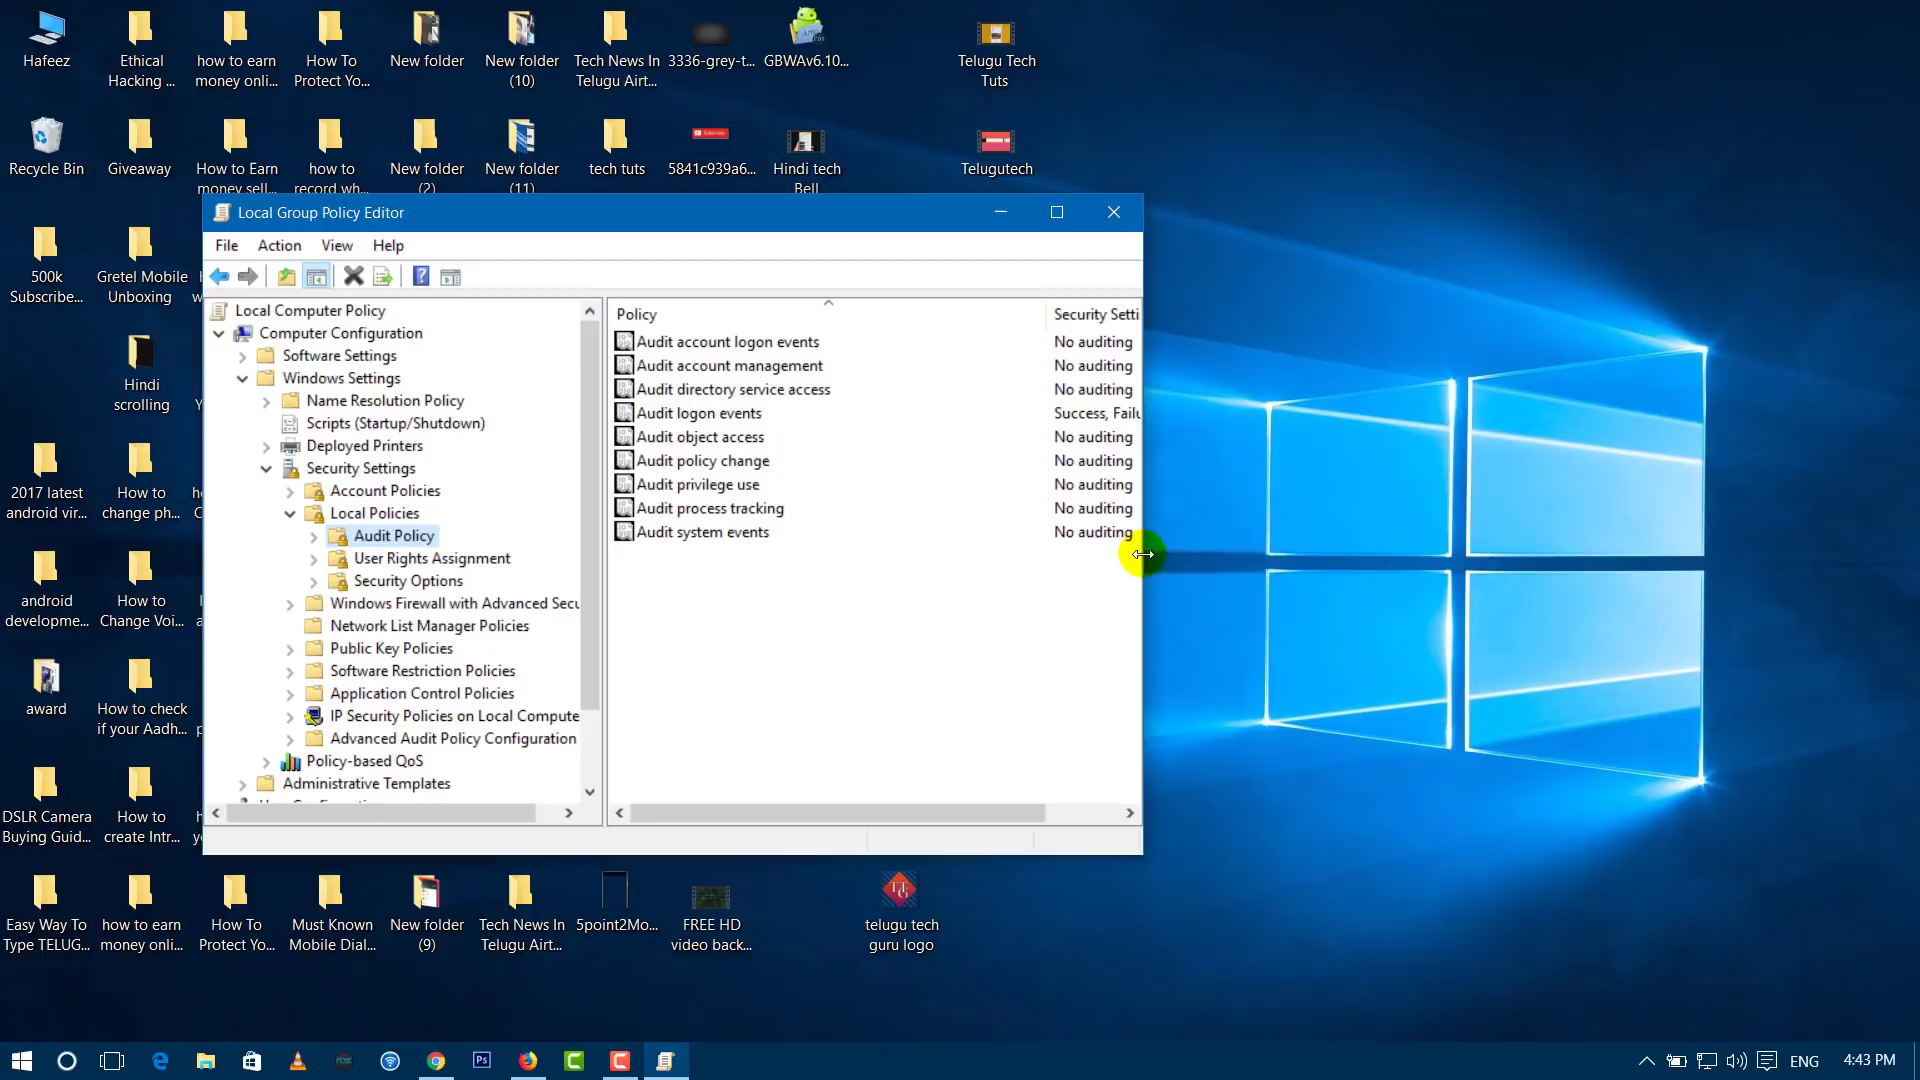 Hafeez
Ethical
Hacking ...
how to earn
money onli...
How To
Protect Yo...
New folder
New folder
(10)
Tech News In
Telugu Airt...
3336-grey-t...
GBWAv6.10...
Telugu Tech
Tuts
Recycle Bin
Giveaway
How to Earn
money sell...
how to
record wh...
New folder
(2)
New folder
(11)
tech tuts
5841c939a6...
Hindi tech
Bell
Telugutech
500k
Subscribe...
Gretel Mobile
Unboxing
Hindi
scrolling
2017 latest
android vir...
How to
change ph...
android
developme...
How to
Change Voi...
award
How to check
if your Aadh...
DSLR Camera
Buying Guid...
How to
create Intr...
Local Group Policy Editor
File Action View Help
Local Computer Policy
Computer Configuration
Software Settings
Windows Settings
Name Resolution Policy
Scripts (Startup/Shutdown)
Deployed Printers
Security Settings
Account Policies
Local Policies
Audit Policy
User Rights Assignment
Security Options
Windows Firewall with Advanced Secu
Network List Manager Policies
Public Key Policies
Software Restriction Policies
Application Control Policies
IP Security Policies on Local Compute
Advanced Audit Policy Configuration
Policy-based QoS
Administrative Templates
Policy Security Setti
Audit account logon events No auditing
Audit account management No auditing
Audit directory service access No auditing
Audit logon events Success, Failu
Audit object access No auditing
Audit policy change No auditing
Audit privilege use No auditing
Audit process tracking No auditing
Audit system events No auditing
Easy Way To
Type TELUG...
how to earn
money onli...
How To
Protect Yo...
Must Known
Mobile Dial...
New folder
(9)
Tech News In
Telugu Airt...
5point2Mo...
FREE HD
video back...
telugu tech
guru logo
ENG
4:43 PM